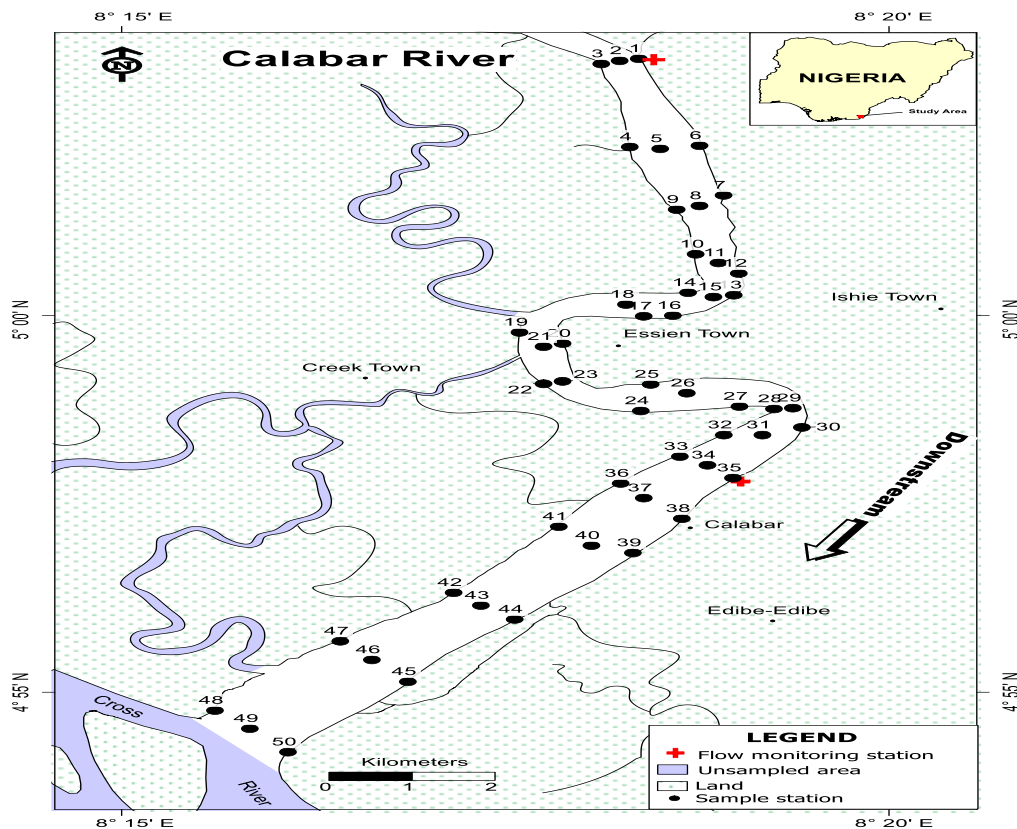 8° 15' E
8° 20' E
Calabar River
N
NIGERIA
Study Area
3 2 1
4 5 6
7
9 8
10
11
12
14 15 3
18
17 16
Ishie Town
5° 00' N
5° 00' N
19
21 20
Essien Town
Creek Town
22 23
25
26
24
27 28 29
30
32 31
33
34
35
Downstream
36
37
38
Calabar
41
40
39
42
43
44
Edibe-Edibe
47
46
45
4° 55' N
4° 55' N
48
49
50
Cross
River
Kilometers
0 1 2
LEGEND
Flow monitoring station
Unsampled area
Land
Sample station
8° 15' E
8° 20' E